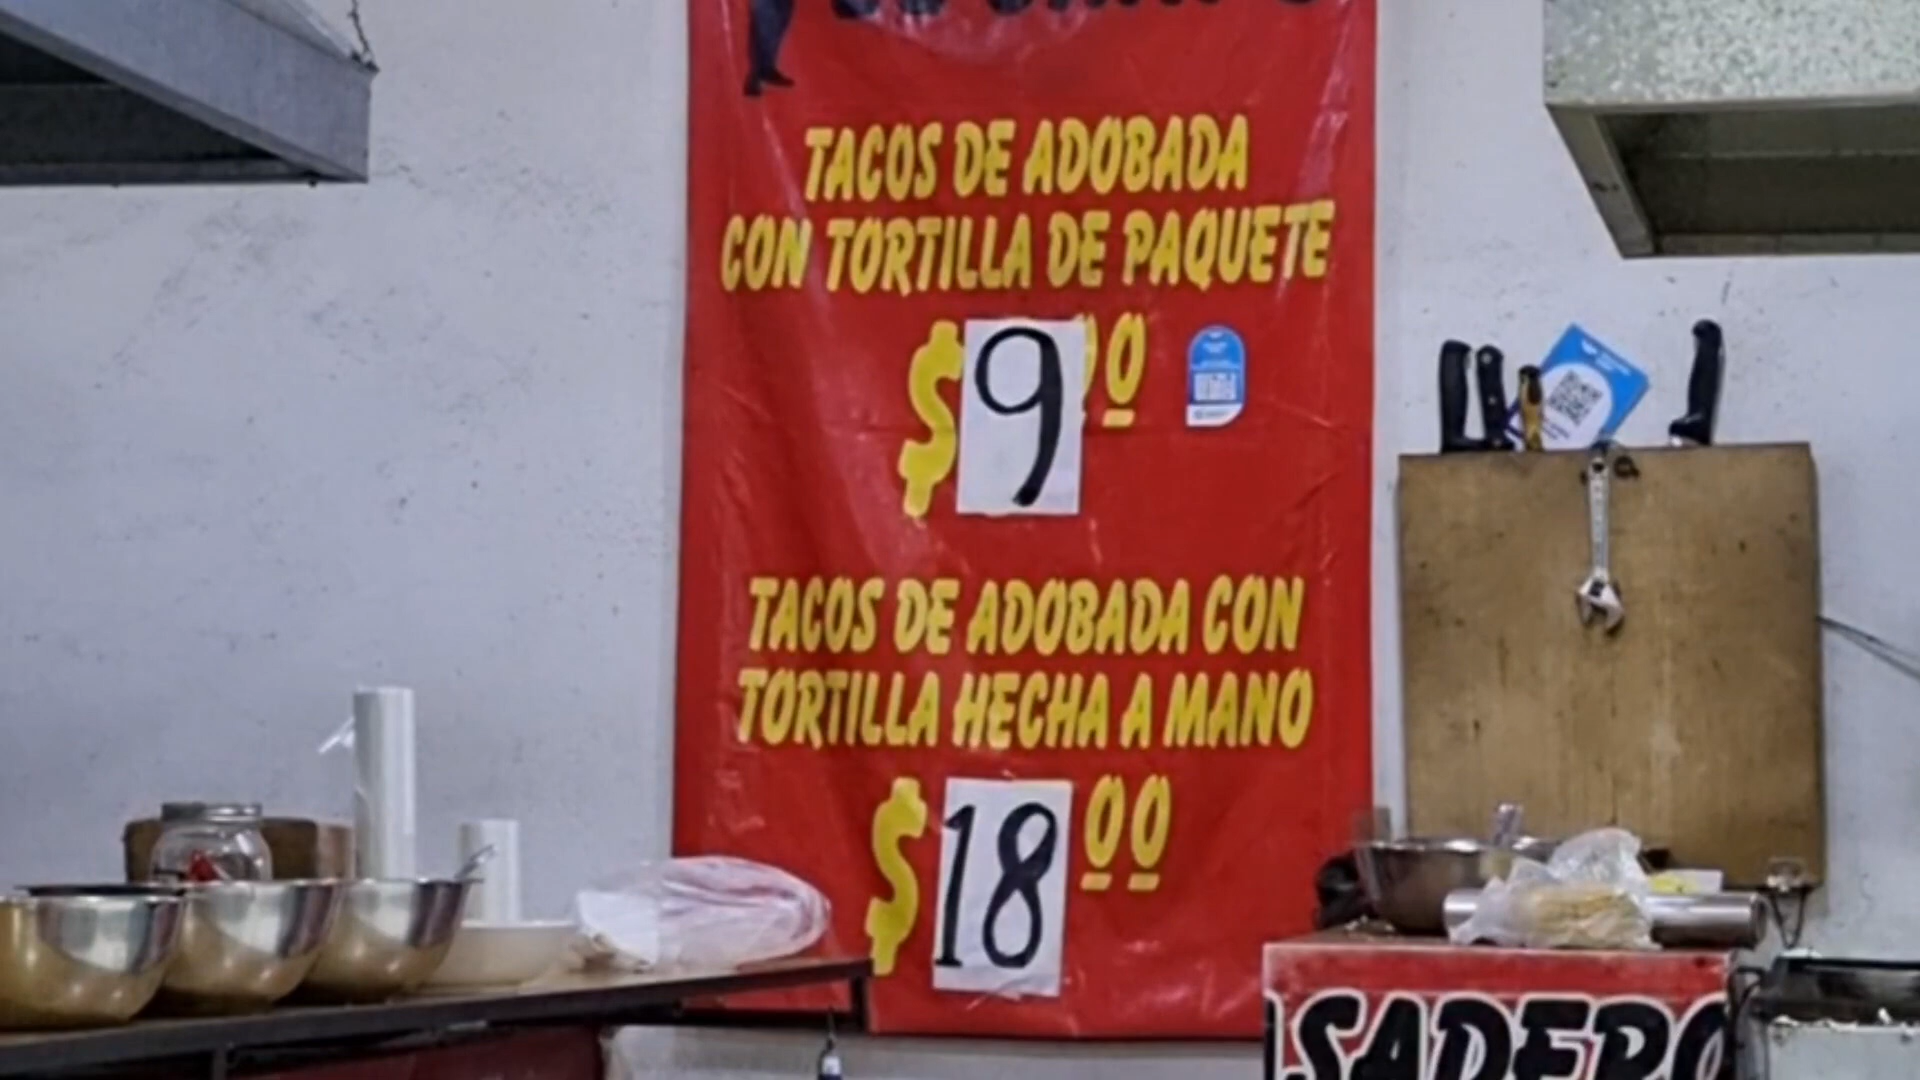 TACOS DE ADOBADA
CON TORTILLA DE PAQUETE
$9.00
TACOS DE ADOBADA CON
TORTILLA HECHA A MANO
$18.00